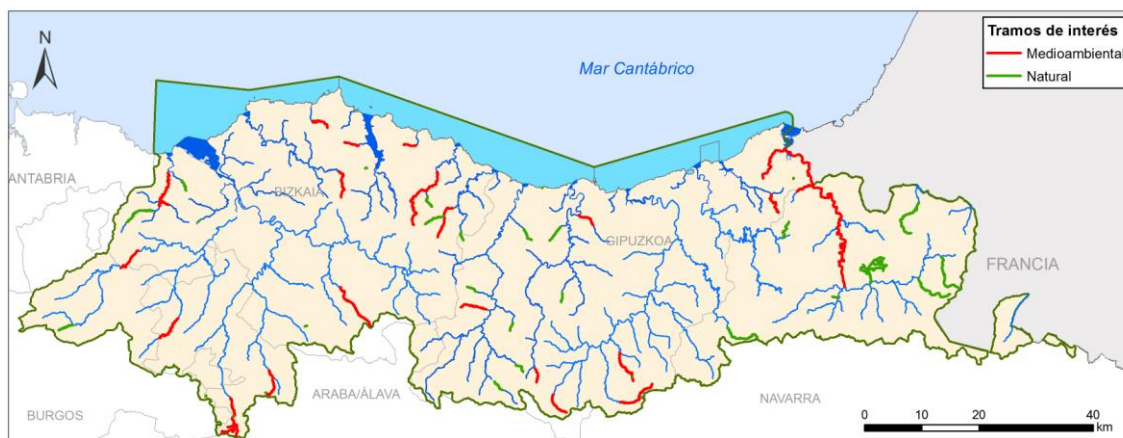 Tramos de interés
Medioambiental
Natural
N
Mar Cantábrico
ANTABRIA
BIZKAIA
GIPUZKOA
FRANCIA
ARABA/ÁLAVA
NAVARRA
BURGOS
0 10 20 40
km